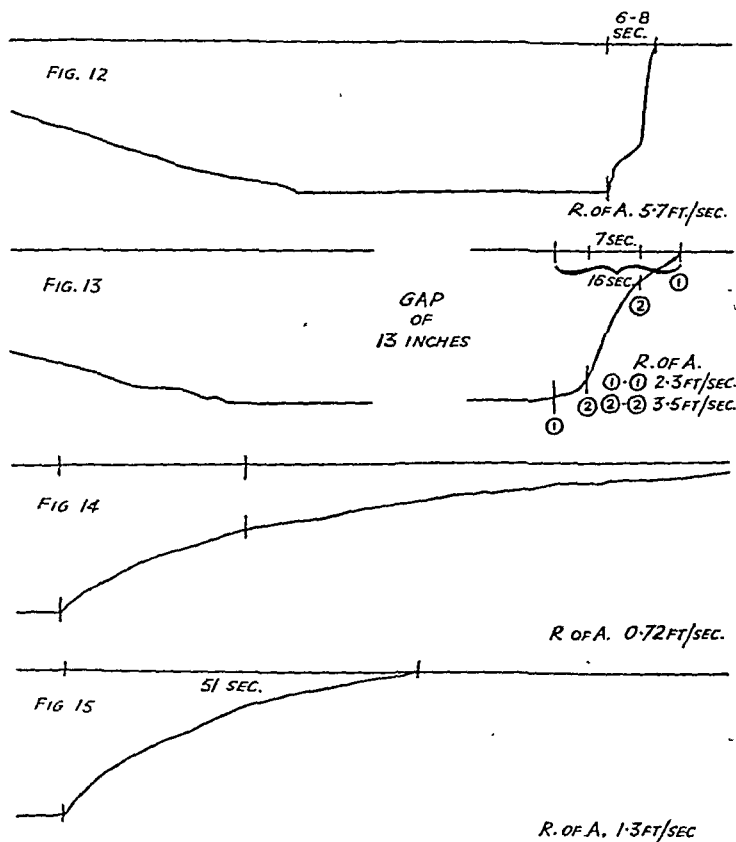 6-8
SEC.
FIG. 12
R. OF A. 5·7 FT./SEC.
7 SEC.
FIG. 13
16 SEC.
①
②
GAP
OF
13 INCHES
R. OF A.
①-① 2·3 FT/SEC.
② ②-② 3·5 FT/SEC.
①
FIG 14
R OF A. 0·72 FT/SEC.
51 SEC.
FIG 15
R. OF A. 1·3 FT/SEC